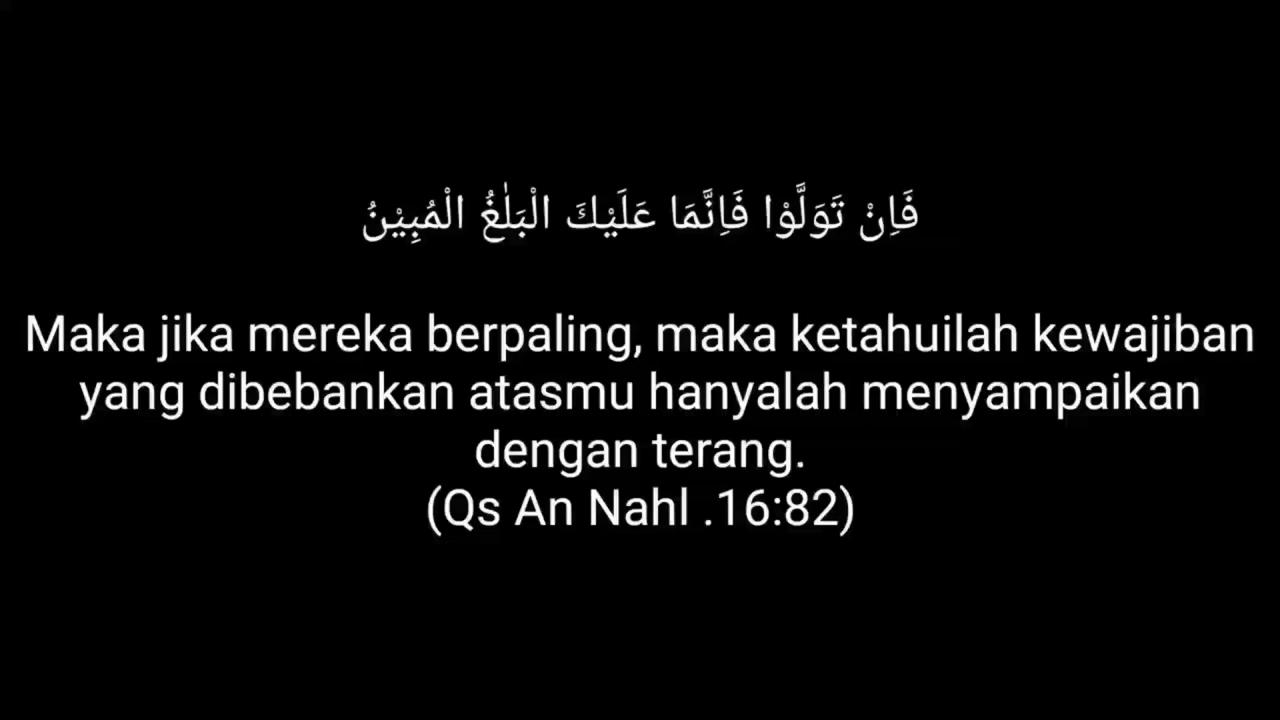 فَاِنْ تَوَلَّوْا فَاِنَّمَا عَلَيْكَ الْبَلٰغُ الْمُبِيْنُ
Maka jika mereka berpaling, maka ketahuilah kewajiban
yang dibebankan atasmu hanyalah menyampaikan
dengan terang.
(Qs An Nahl .16:82)